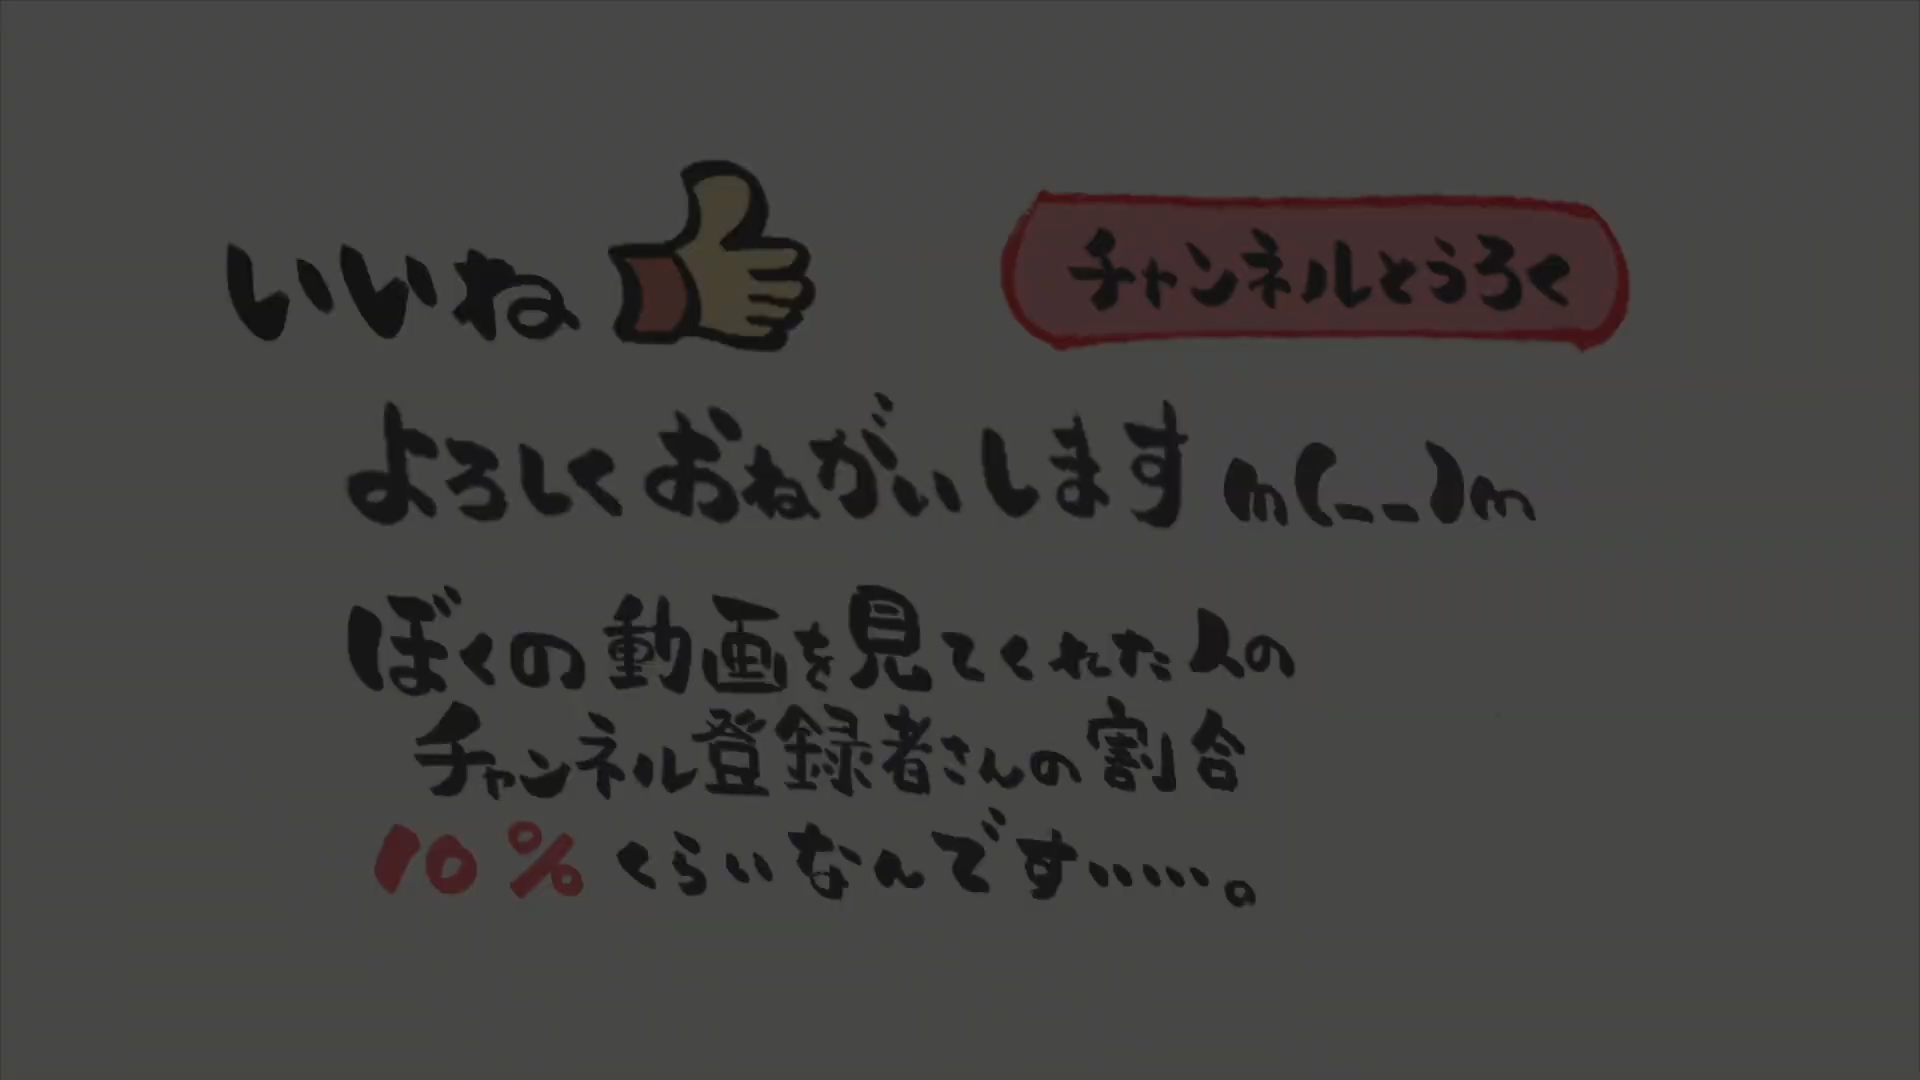 いいね
チャンネルとうろく
よろしくおねがいします m(_ _)m
ぼくの動画を見てくれた人の
チャンネル登録者さんの割合
10%くらいなんです……。